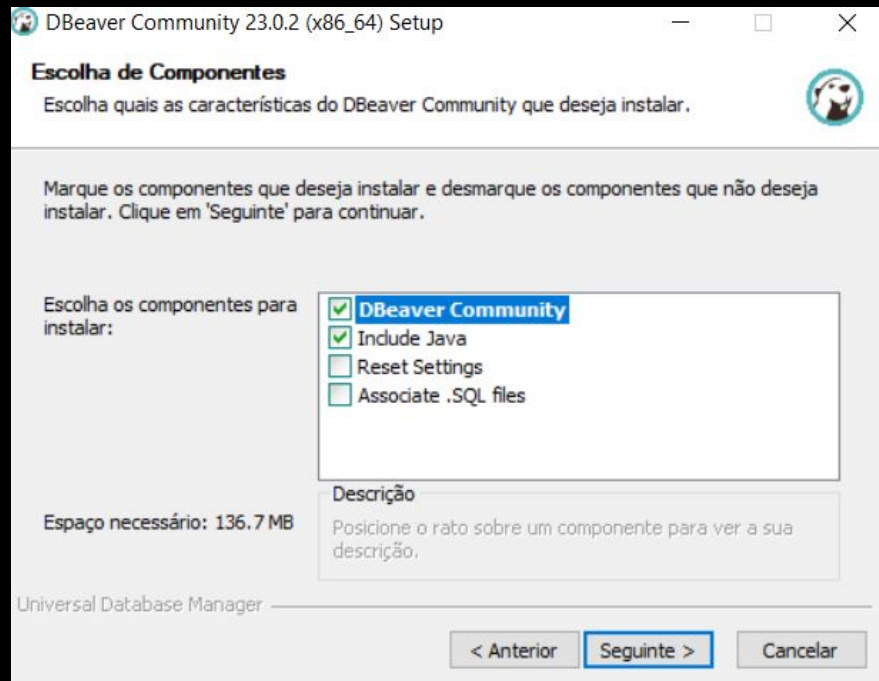 DBeaver Community 23.0.2 (x86_64) Setup
Escolha de Componentes
Escolha quais as características do DBeaver Community que deseja instalar.
Marque os componentes que deseja instalar e desmarque os componentes que não deseja
instalar. Clique em 'Seguinte' para continuar.
Escolha os componentes para
instalar:
DBeaver Community
Include Java
Reset Settings
Associate .SQL files
Espaço necessário: 136.7 MB
Descrição
Posicione o rato sobre um componente para ver a sua
descrição.
Universal Database Manager
< Anterior
Seguinte >
Cancelar